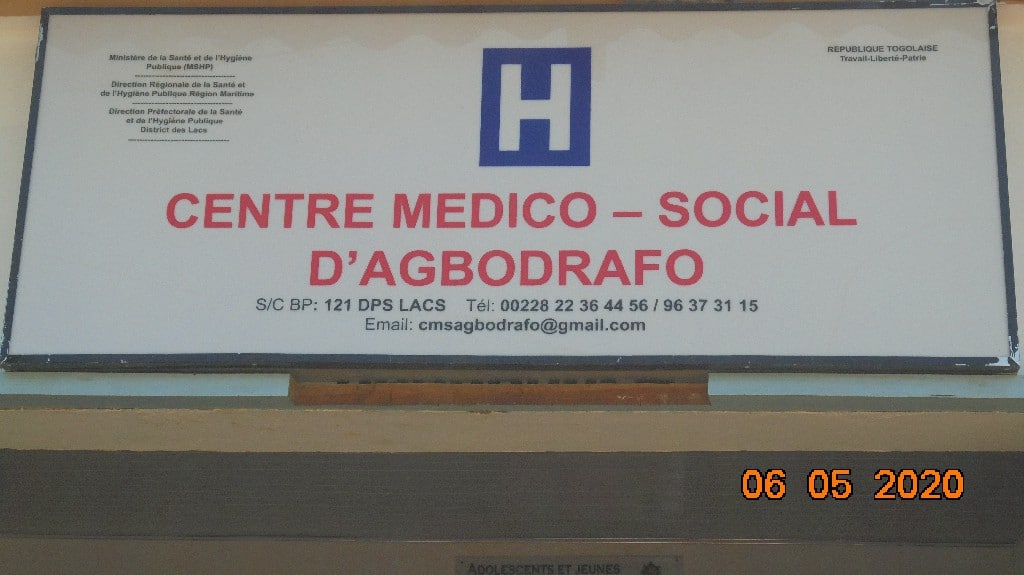 Ministère de la Santé et de l'Hygiène
Publique (MSHP)
Direction Régionale de la Santé et
de l'Hygiène Publique Région Maritime
Direction Préfectorale de la Santé
et de l'Hygiène Publique
District des Lacs
H
REPUBLIQUE TOGOLAISE
Travail-Liberté-Patrie
CENTRE MEDICO – SOCIAL
D'AGBODRAFO
S/C BP: 121 DPS LACS Tél: 00228 22 36 44 56 / 96 37 31 15
Email: cmsagbodrafo@gmail.com
06 05 2020
ADOLESCENTS ET JEUNES